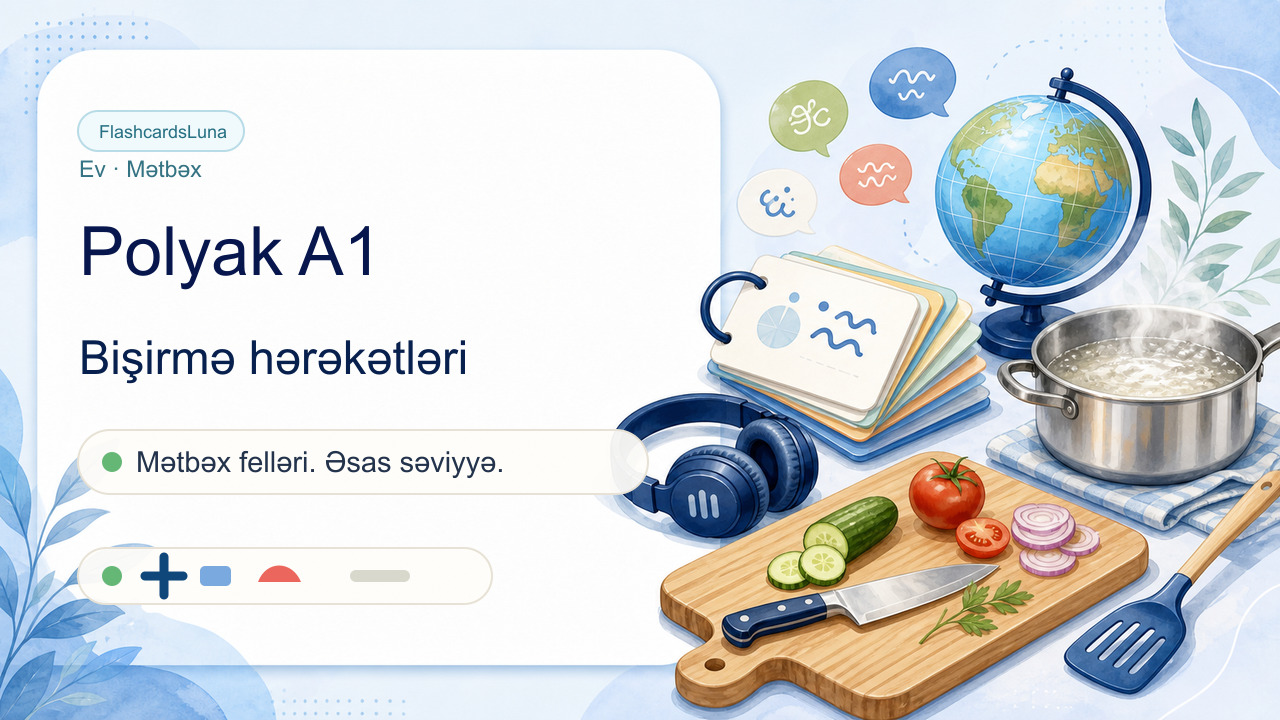 FlashcardsLuna
Ev · Mətbəx
Polyak A1
Bişirmə hərəkətləri
Mətbəx felləri. Əsas səviyyə.